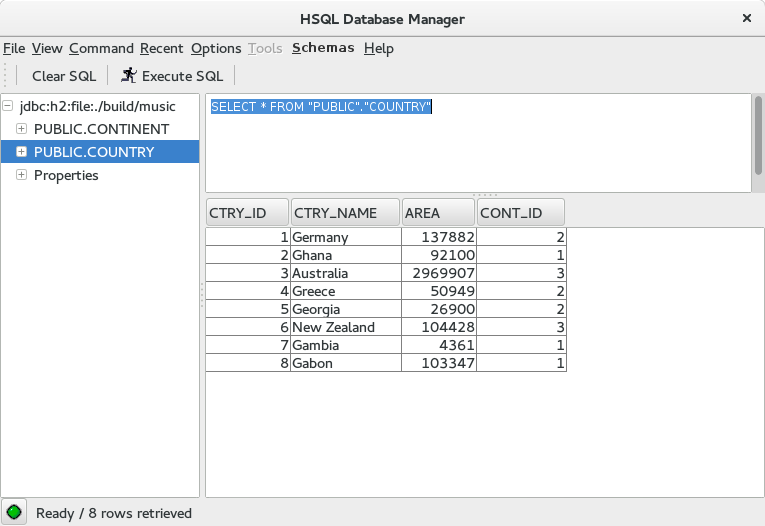 HSQL Database Manager
File View Command Recent Options Tools Schemas Help
Clear SQL Execute SQL
jdbc:h2:file:./build/music
PUBLIC.CONTINENT
PUBLIC.COUNTRY
Properties
SELECT * FROM "PUBLIC"."COUNTRY"
CTRY_ID CTRY_NAME AREA CONT_ID
1 Germany 137882 2
2 Ghana 92100 1
3 Australia 2969907 3
4 Greece 50949 2
5 Georgia 26900 2
6 New Zealand 104428 3
7 Gambia 4361 1
8 Gabon 103347 1
Ready / 8 rows retrieved